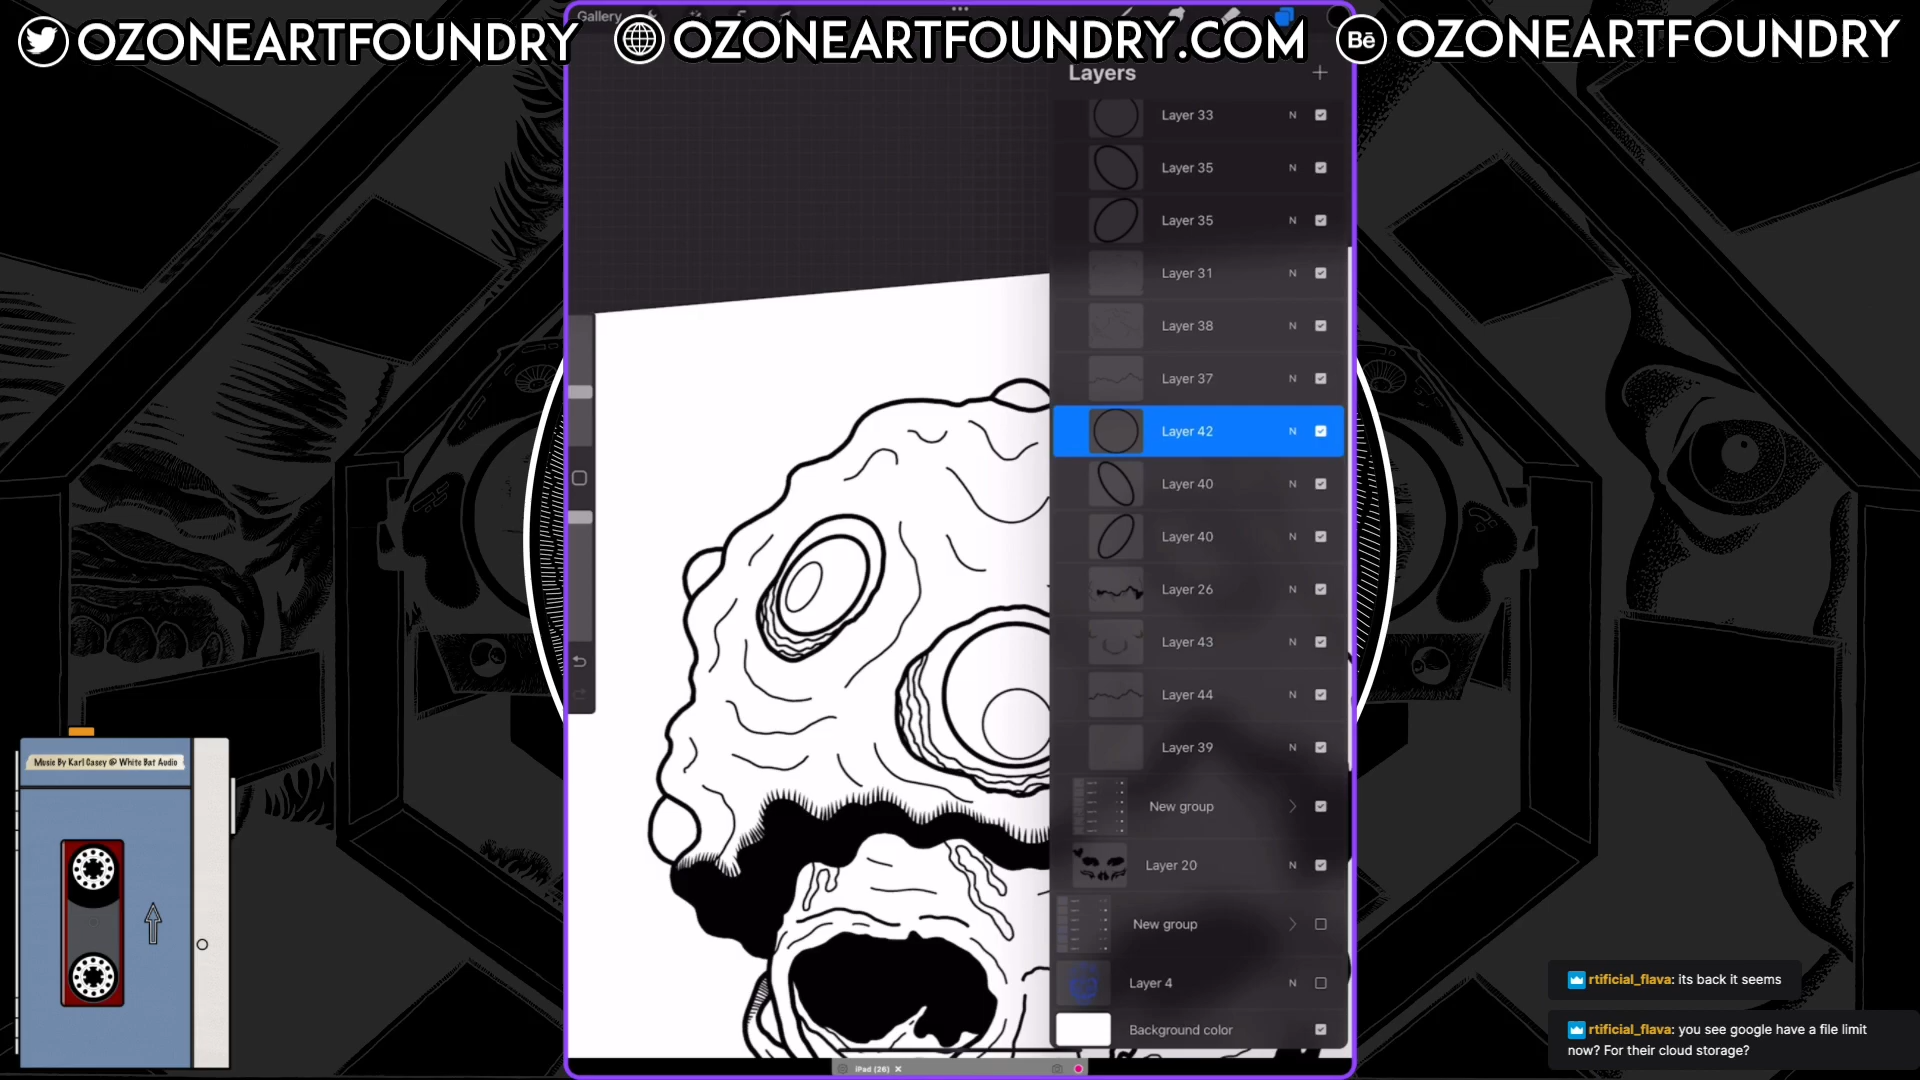 OZONEARTFOUNDRY
OZONEARTFOUNDRY.COM
Bē OZONEARTFOUNDRY
Gallery
Layers
Layer 33 N
Layer 35 N
Layer 35 N
Layer 31 N
Layer 38 N
Layer 37 N
Layer 42 N
Layer 40 N
Layer 40 N
Layer 26 N
Layer 43 N
Layer 44 N
Layer 39 N
New group
Layer 20 N
New group
Layer 4 N
Background color
Music By Karl Casey @ White Bat Audio
iPad (26)
rtificial_flava: its back it seems
rtificial_flava: you see google have a file limit
now? For their cloud storage?